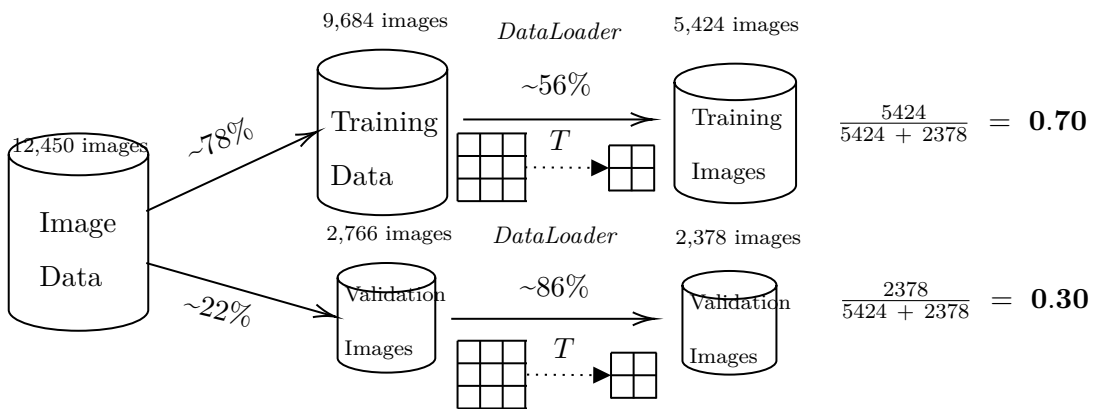 12,450 images
Image
Data
~78%
~22%
9,684 images
Training
Data
DataLoader
~56%
T
5,424 images
Training
Images
5424
5424 + 2378
= 0.70
2,766 images
Validation
Images
DataLoader
~86%
T
2,378 images
Validation
Images
2378
5424 + 2378
= 0.30